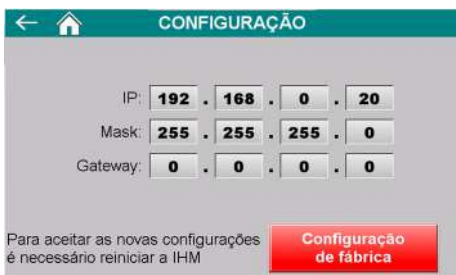 CONFIGURAÇÃO
IP: 192 . 168 . 0 . 20
Mask: 255 . 255 . 255 . 0
Gateway: 0 . 0 . 0 . 0
Para aceitar as novas configurações
é necessário reiniciar a IHM
Configuração
de fábrica